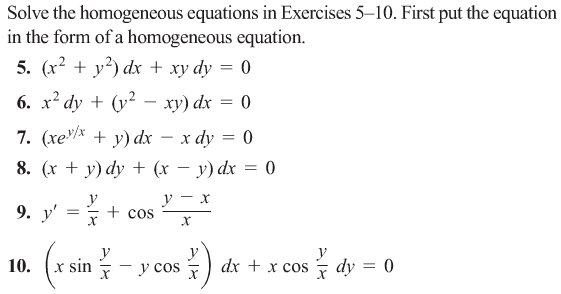 Solve the homogeneous equations in Exercises 5–10. First put the equation
in the form of a homogeneous equation.
5. (x² + y²) dx + xy dy = 0
6. x² dy + (y² − xy) dx = 0
7. (xe^{y/x} + y) dx − x dy = 0
8. (x + y) dy + (x − y) dx = 0
9. y′ = y/x + cos (y − x)/x
10. (x sin y/x − y cos y/x) dx + x cos y/x dy = 0